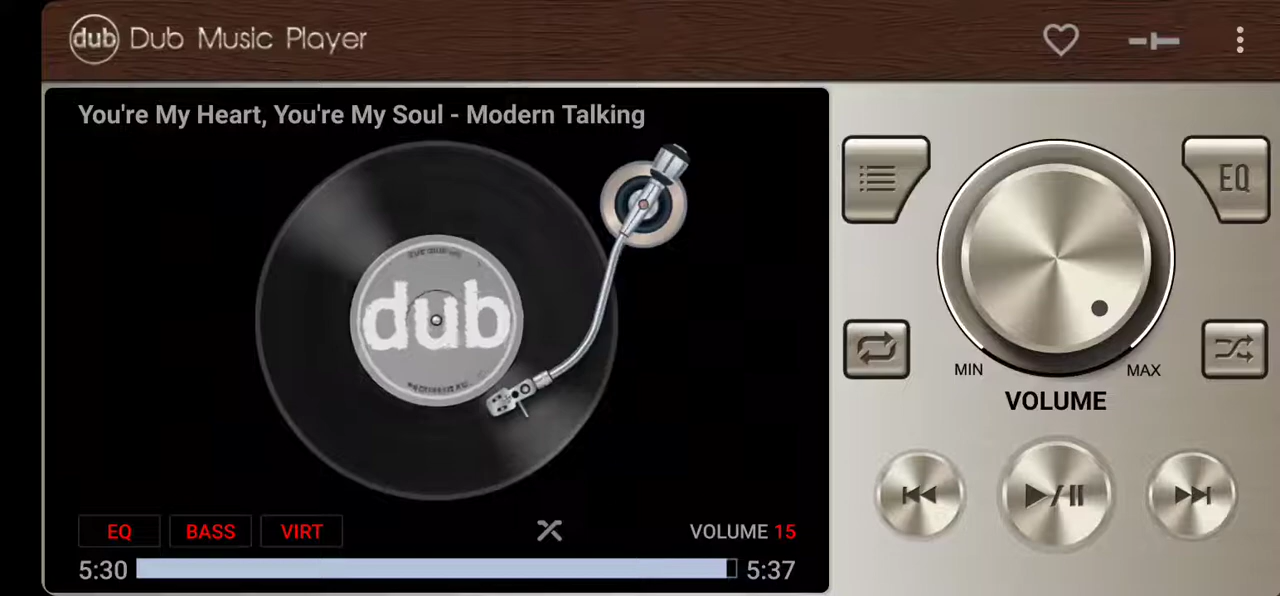 dub Dub Music Player
You're My Heart, You're My Soul - Modern Talking
EQ
dub
MIN
MAX
VOLUME
EQ BASS VIRT VOLUME 15
5:30 5:37